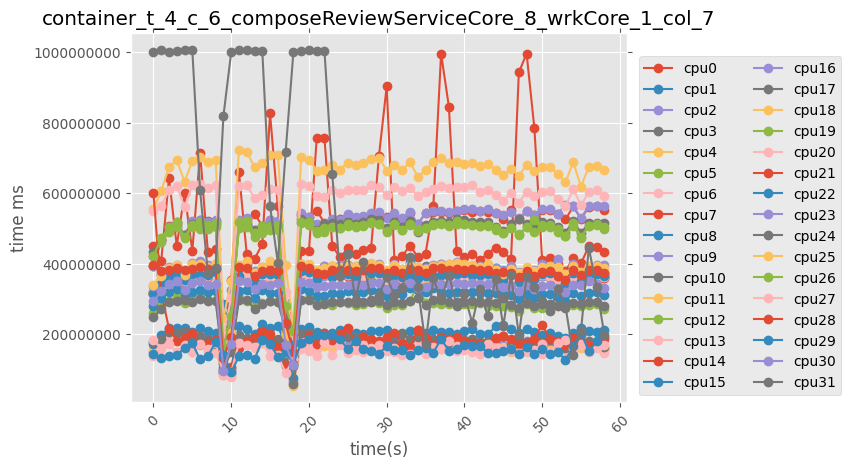 container_t_4_c_6_composeReviewServiceCore_8_wrkCore_1_col_7
1000000000
800000000
600000000
400000000
200000000
time ms
0
10
20
30
40
50
60
time(s)
cpu0
cpu1
cpu2
cpu3
cpu4
cpu5
cpu6
cpu7
cpu8
cpu9
cpu10
cpu11
cpu12
cpu13
cpu14
cpu15
cpu16
cpu17
cpu18
cpu19
cpu20
cpu21
cpu22
cpu23
cpu24
cpu25
cpu26
cpu27
cpu28
cpu29
cpu30
cpu31